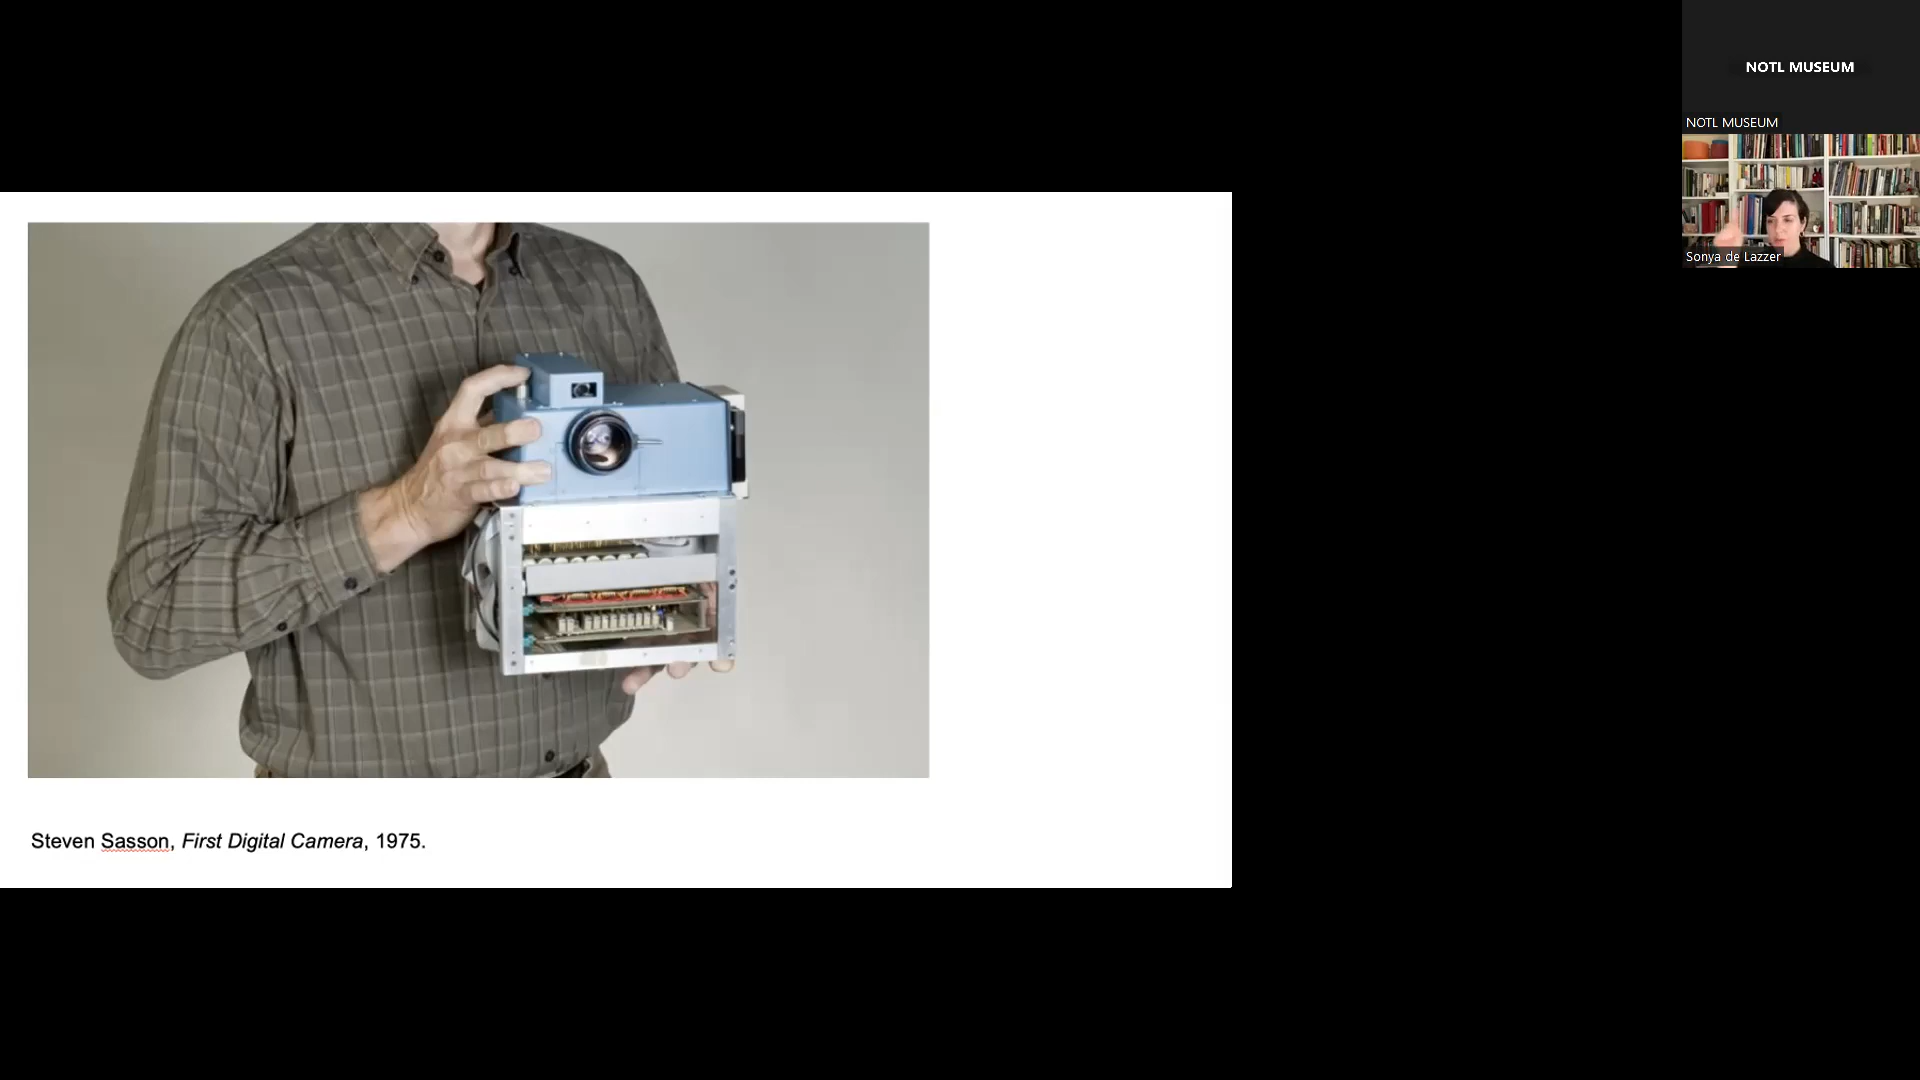 NOTL MUSEUM
NOTL MUSEUM
Sonya de Lazzer
Steven Sasson, First Digital Camera, 1975.